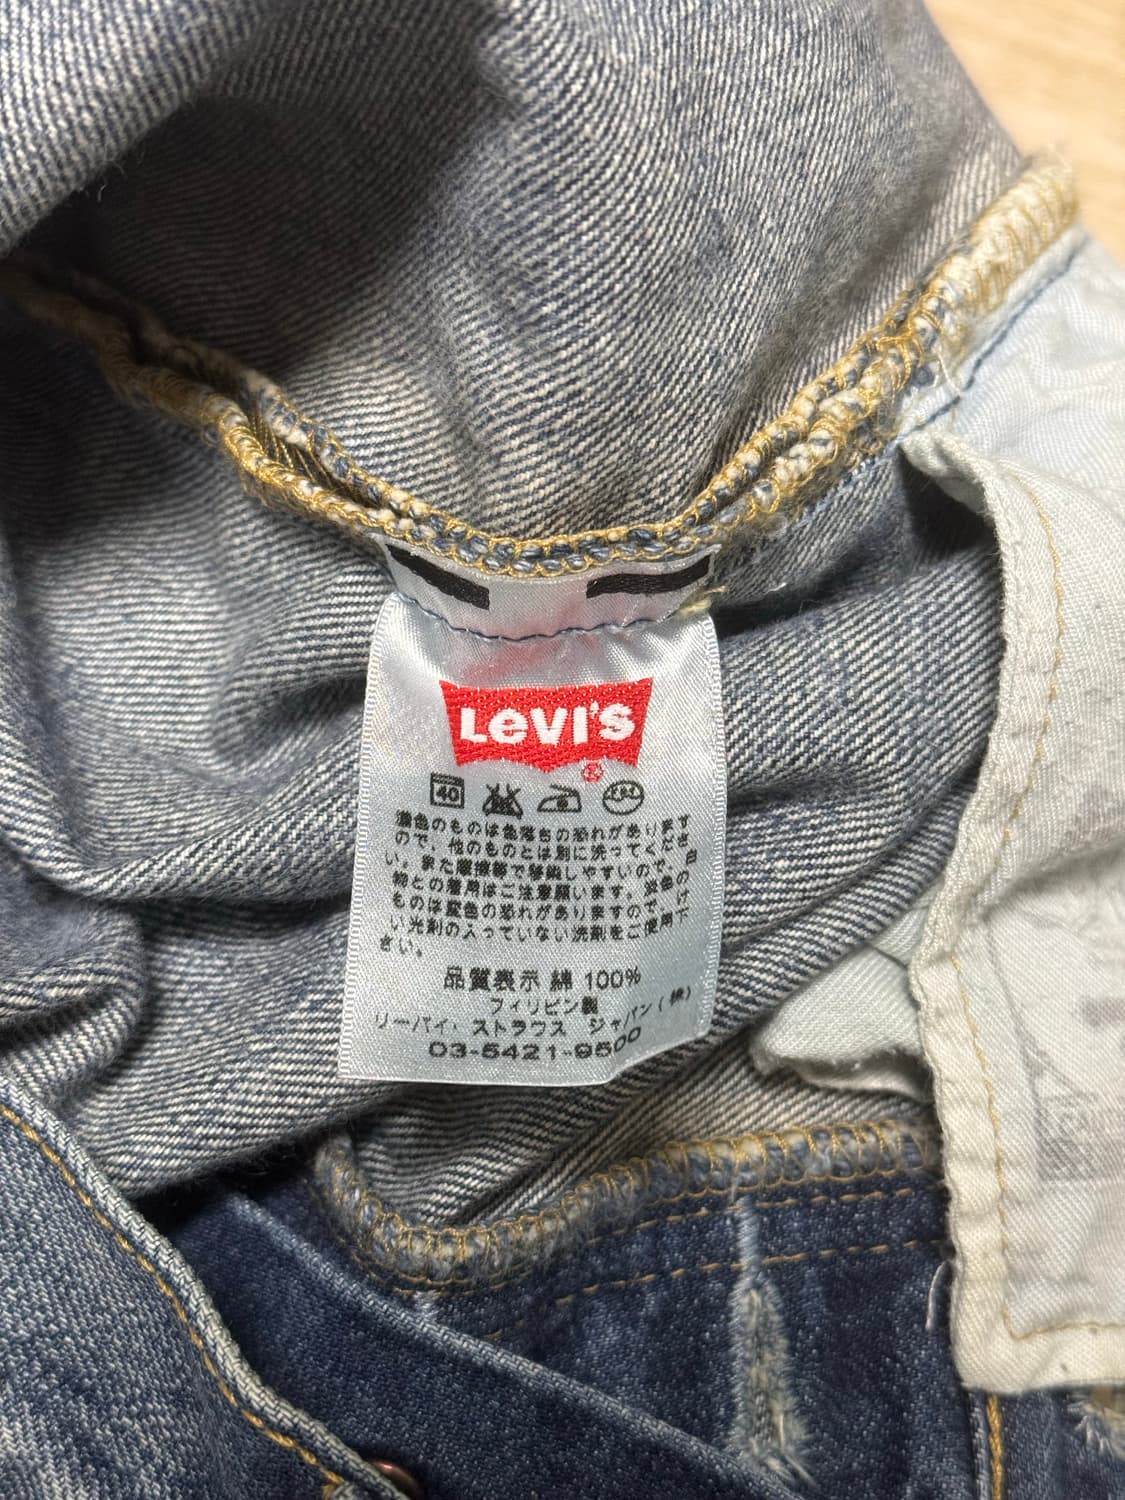 LEVI'S
®
40
濃色のものは色落ちの恐れがあります
ので、他のものとは別に洗ってくださ
い。また摩擦等で移染しやすいので、白
物との着用はご注意願います。淡色の
ものは変色の恐れがありますので、け
い光剤の入っていない洗剤をご使用下
さい。
品質表示 綿 100%
フィリピン製
リーバイ・ストラウス ジャパン(株)
03-5421-9500